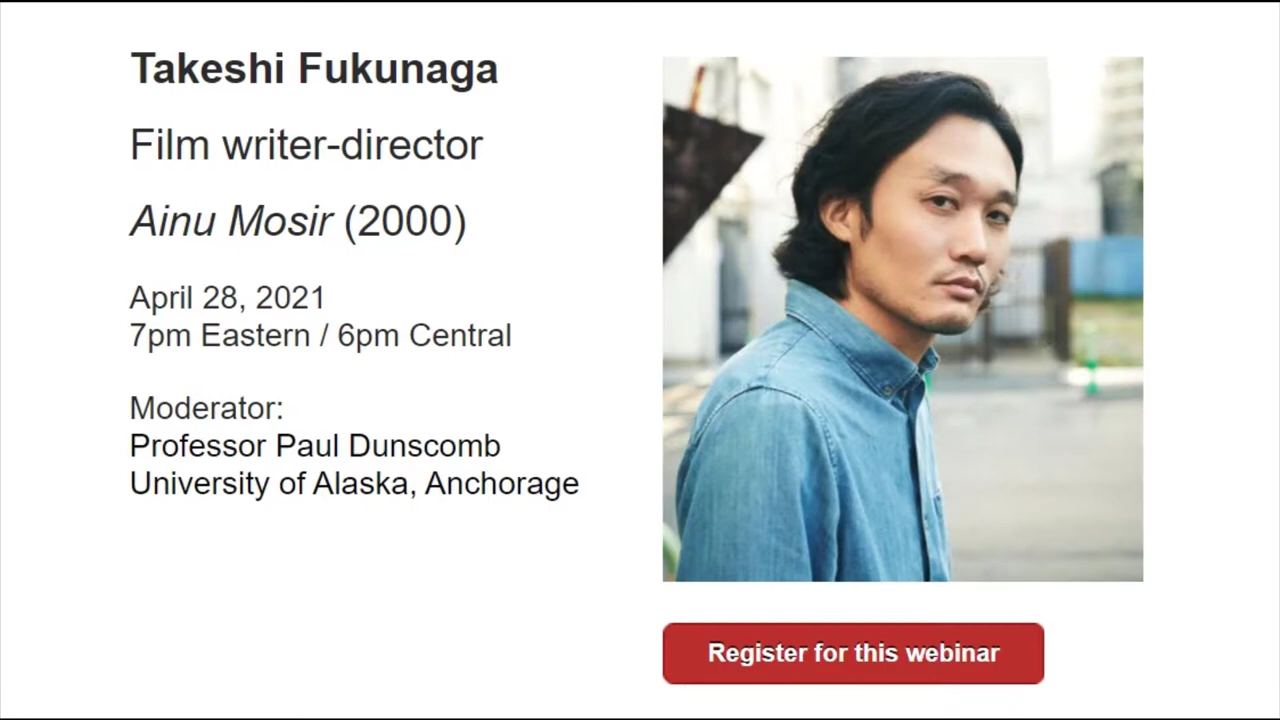 Takeshi Fukunaga
Film writer-director
Ainu Mosir (2000)
April 28, 2021
7pm Eastern / 6pm Central
Moderator:
Professor Paul Dunscomb
University of Alaska, Anchorage
Register for this webinar